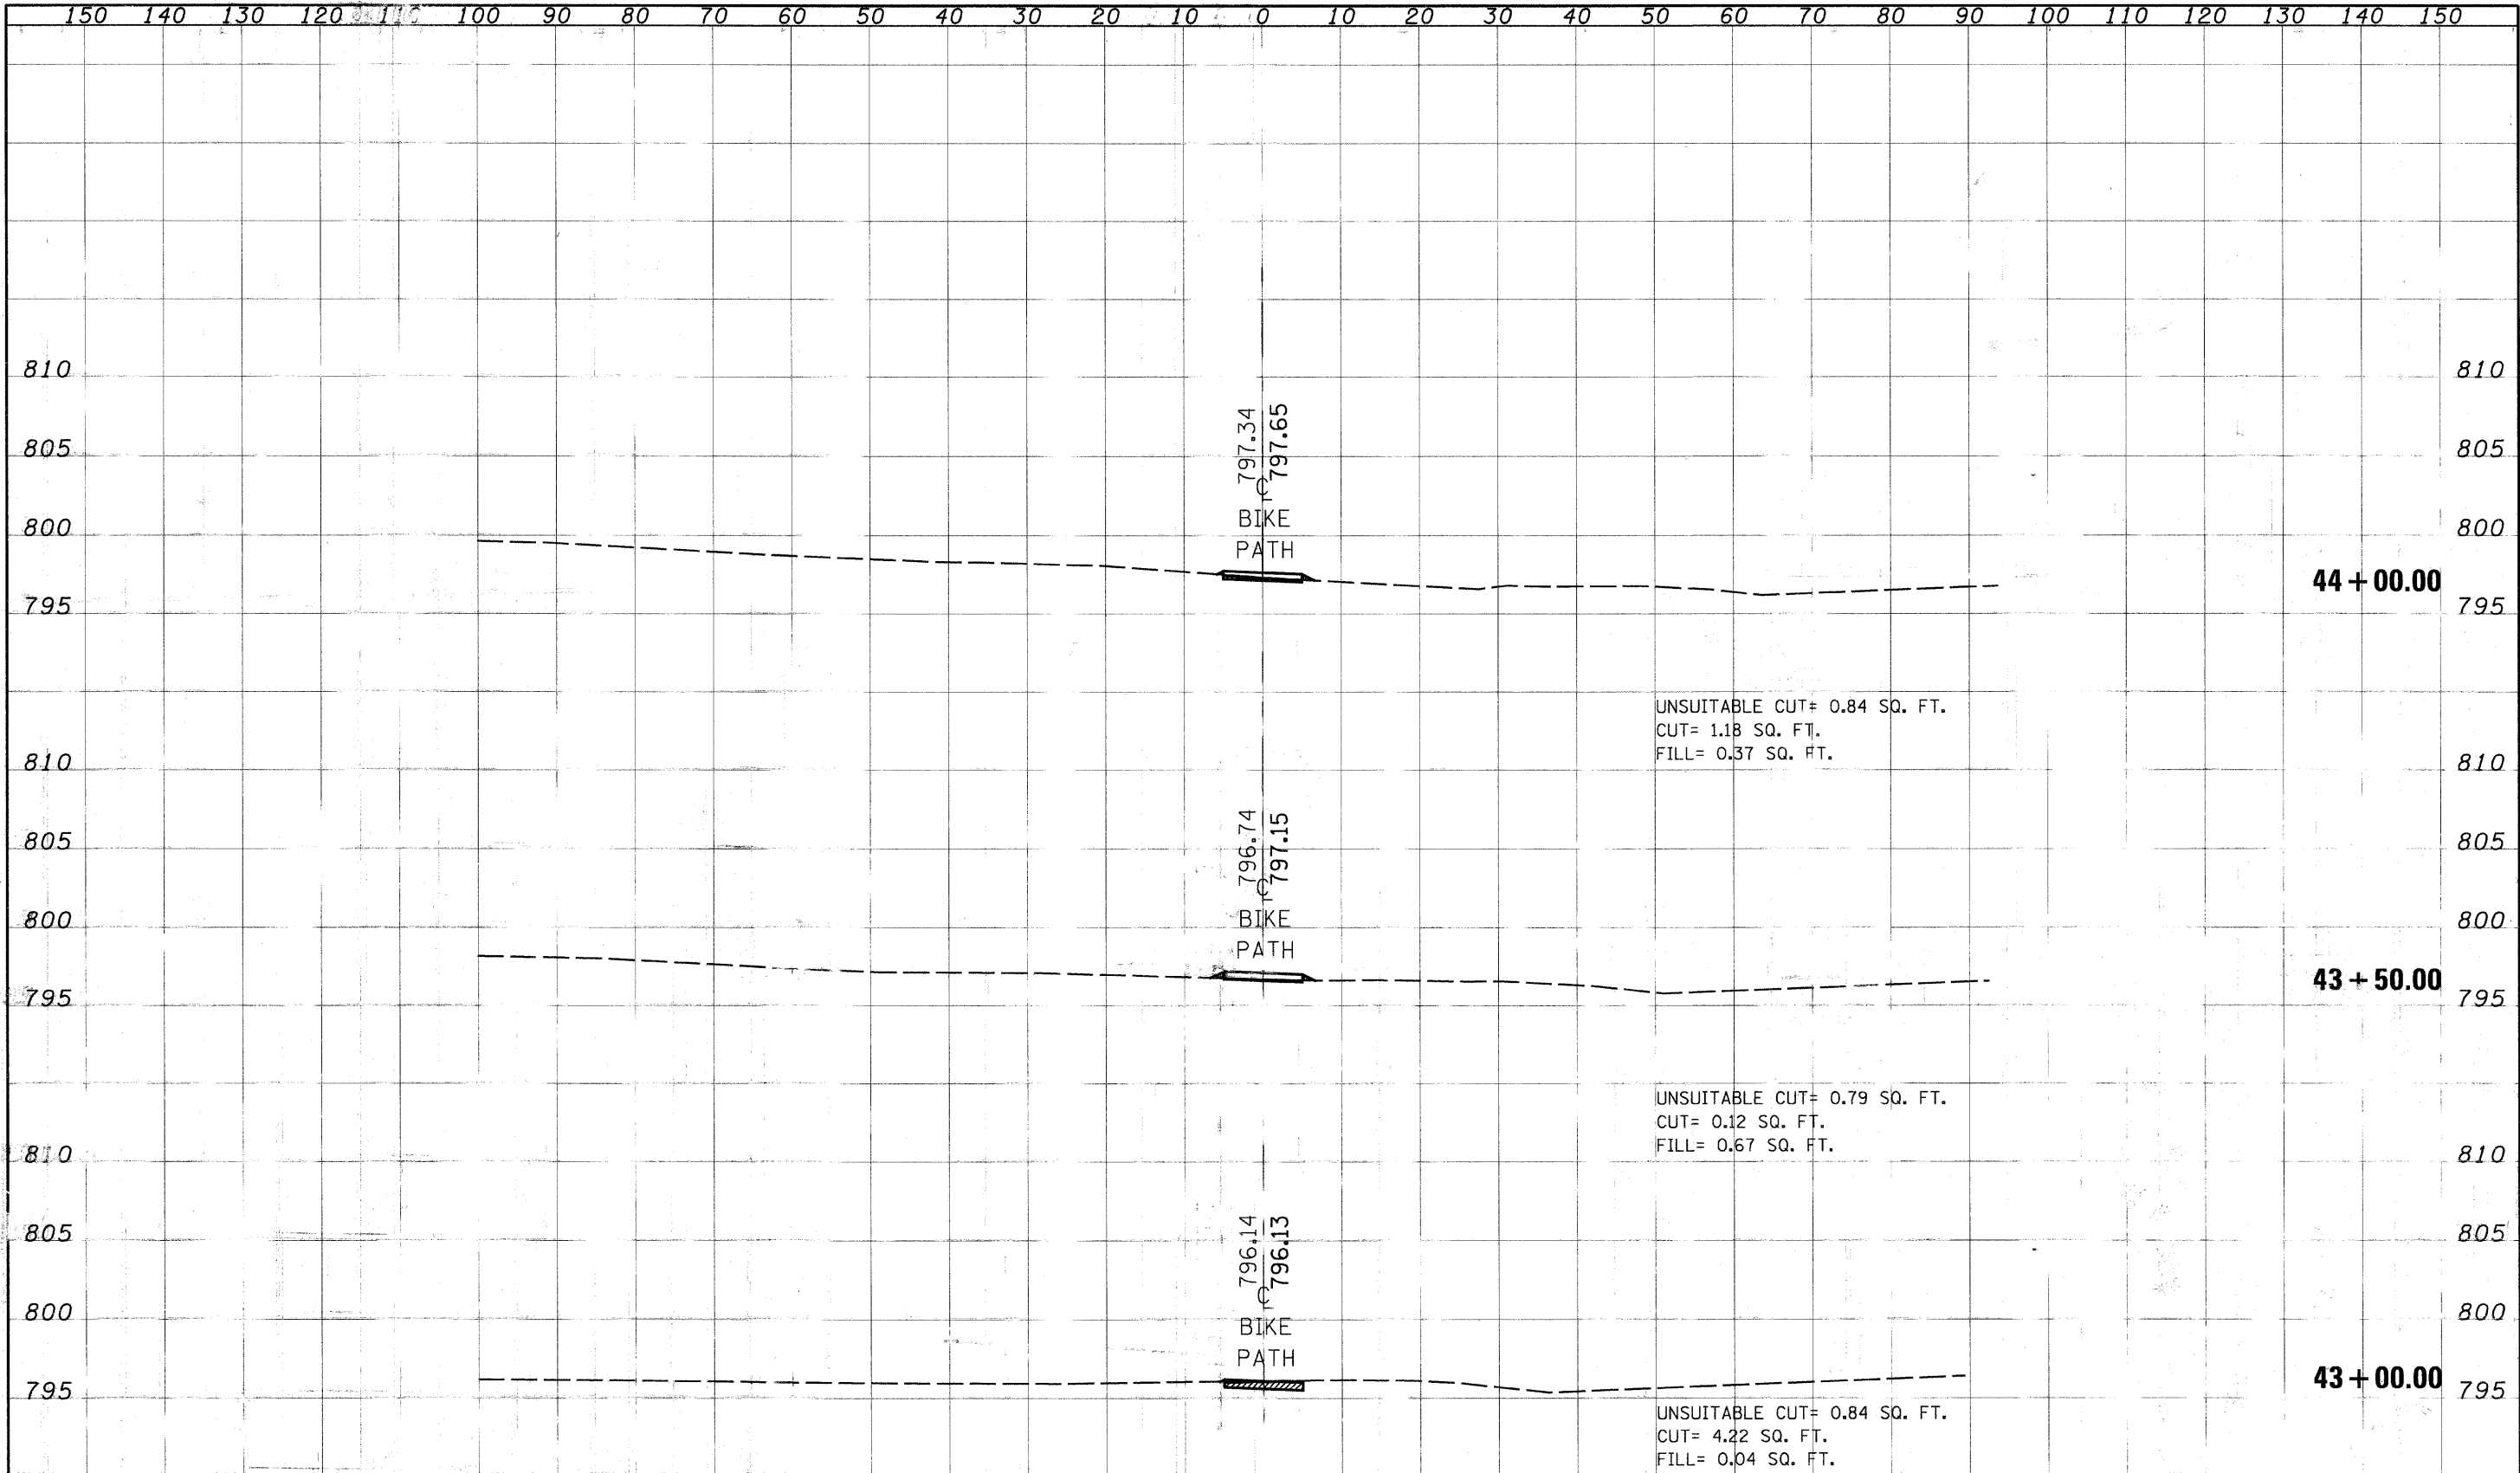 150 140 130 120 110 100 90 80 70 60 50 40 30 20 10 0 10 20 30 40 50 60 70 80 90 100 110 120 130 140 150
810 810
797.34 797.65
805 805
℄
800 BIKE 800
PATH
44+00.00
795 795
UNSUITABLE CUT= 0.84 SQ. FT.
CUT= 1.18 SQ. FT.
FILL= 0.37 SQ. FT.
810 810
796.74 797.15
805 805
℄
800 BIKE 800
PATH
43+50.00
795 795
UNSUITABLE CUT= 0.79 SQ. FT.
CUT= 0.12 SQ. FT.
FILL= 0.67 SQ. FT.
810 810
796.14 796.13
805 805
℄
800 BIKE 800
PATH
43+00.00
795 795
UNSUITABLE CUT= 0.84 SQ. FT.
CUT= 4.22 SQ. FT.
FILL= 0.04 SQ. FT.